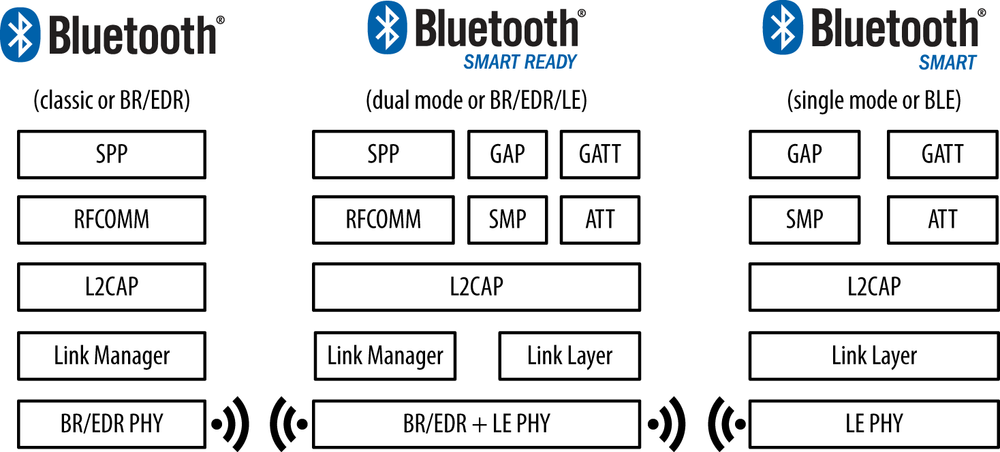 Bluetooth®
(classic or BR/EDR)
SPP
RFCOMM
L2CAP
Link Manager
BR/EDR PHY
Bluetooth®
SMART READY
(dual mode or BR/EDR/LE)
SPP GAP GATT
RFCOMM SMP ATT
L2CAP
Link Manager Link Layer
BR/EDR + LE PHY
Bluetooth®
SMART
(single mode or BLE)
GAP GATT
SMP ATT
L2CAP
Link Layer
LE PHY